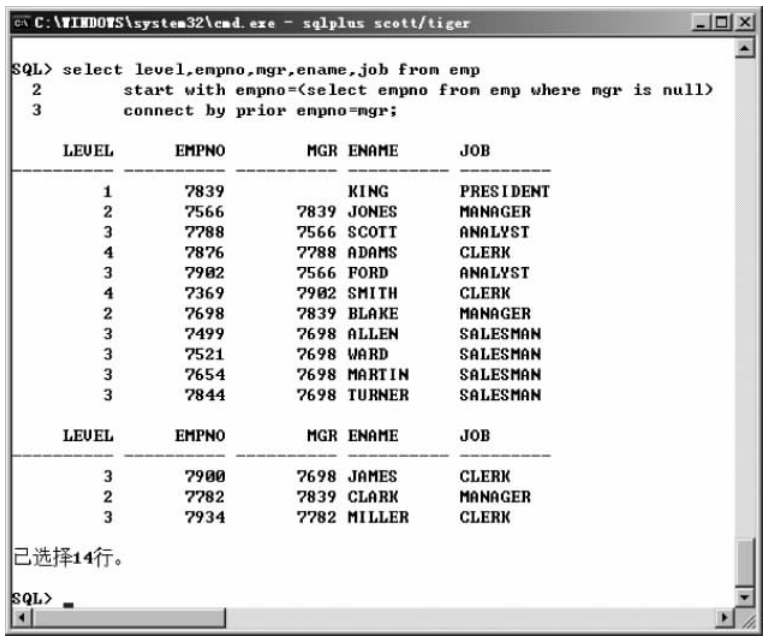 C:\WINDOWS\system32\cmd.exe - sqlplus scott/tiger
SQL> select level,empno,mgr,ename,job from emp
2 start with empno=(select empno from emp where mgr is null)
3 connect by prior empno=mgr;
LEVEL EMPNO MGR ENAME JOB
---------- ---------- ---------- ---------- ---------
1 7839 KING PRESIDENT
2 7566 7839 JONES MANAGER
3 7788 7566 SCOTT ANALYST
4 7876 7788 ADAMS CLERK
3 7902 7566 FORD ANALYST
4 7369 7902 SMITH CLERK
2 7698 7839 BLAKE MANAGER
3 7499 7698 ALLEN SALESMAN
3 7521 7698 WARD SALESMAN
3 7654 7698 MARTIN SALESMAN
3 7844 7698 TURNER SALESMAN
LEVEL EMPNO MGR ENAME JOB
---------- ---------- ---------- ---------- ---------
3 7900 7698 JAMES CLERK
2 7782 7839 CLARK MANAGER
3 7934 7782 MILLER CLERK
已选择14行。
SQL> _